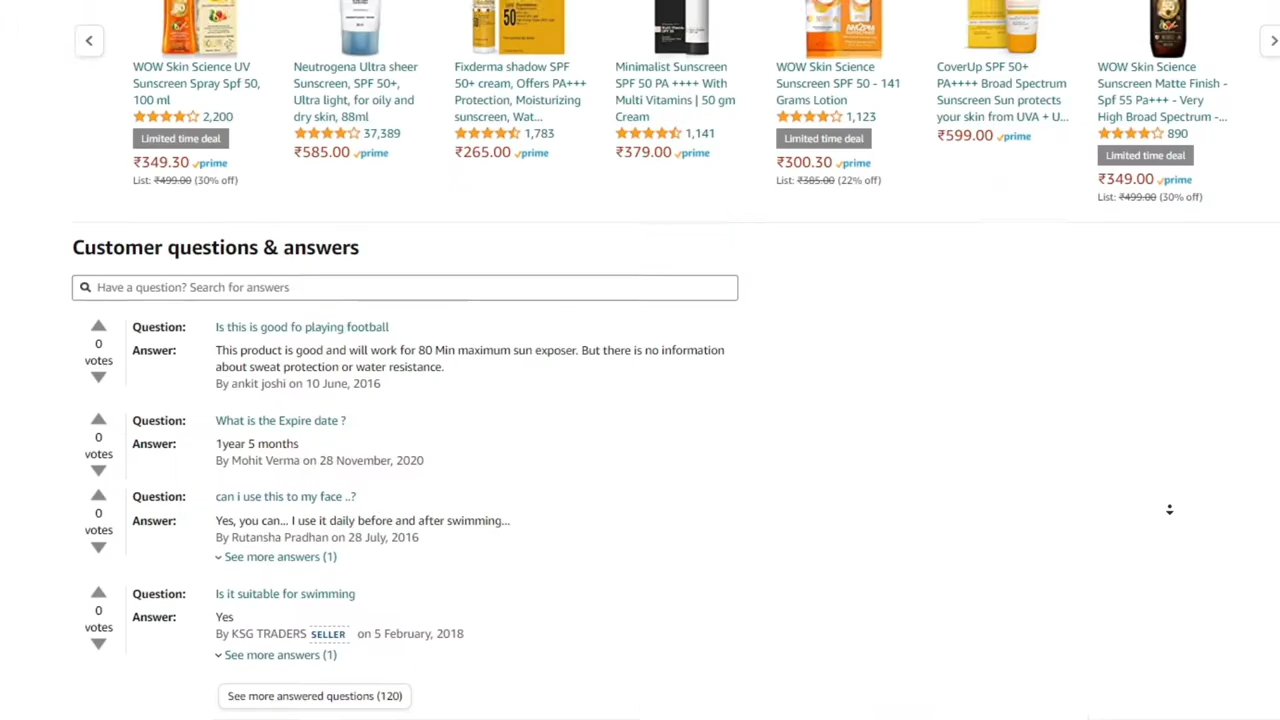 50
WOW Skin Science UV
Sunscreen Spray Spf 50,
100 ml
2,200
Limited time deal
₹349.30 prime
List: ₹499.00 (30% off)
Neutrogena Ultra sheer
Sunscreen, SPF 50+,
Ultra light, for oily and
dry skin, 88ml
37,389
₹585.00 prime
Fixderma shadow SPF
50+ cream, Offers PA+++
Protection, Moisturizing
sunscreen, Wat...
1,783
₹265.00 prime
Minimalist Sunscreen
SPF 50 PA ++++ With
Multi Vitamins | 50 gm
Cream
1,141
₹379.00 prime
WOW Skin Science
Sunscreen SPF 50 - 141
Grams Lotion
1,123
Limited time deal
₹300.30 prime
List: ₹385.00 (22% off)
CoverUp SPF 50+
PA++++ Broad Spectrum
Sunscreen Sun protects
your skin from UVA + U...
₹599.00 prime
WOW Skin Science
Sunscreen Matte Finish -
Spf 55 Pa+++ - Very
High Broad Spectrum -...
890
Limited time deal
₹349.00 prime
List: ₹499.00 (30% off)
Customer questions & answers
Have a question? Search for answers
0
votes
Question: Is this is good fo playing football
Answer: This product is good and will work for 80 Min maximum sun exposer. But there is no information
about sweat protection or water resistance.
By ankit joshi on 10 June, 2016
0
votes
Question: What is the Expire date ?
Answer: 1year 5 months
By Mohit Verma on 28 November, 2020
0
votes
Question: can i use this to my face ..?
Answer: Yes, you can... I use it daily before and after swimming...
By Rutansha Pradhan on 28 July, 2016
See more answers (1)
0
votes
Question: Is it suitable for swimming
Answer: Yes
By KSG TRADERS SELLER on 5 February, 2018
See more answers (1)
See more answered questions (120)